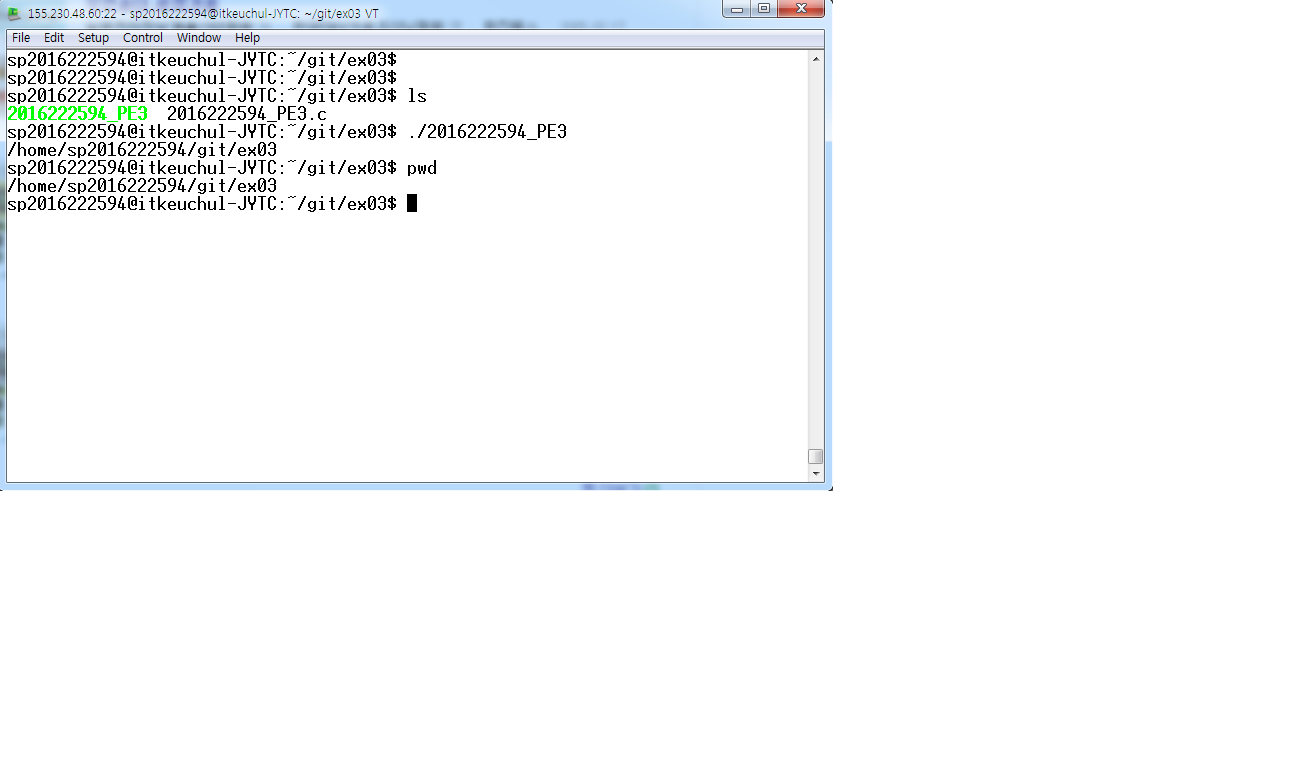 155.230.48.60:22 - sp2016222594@itkeuchul-JYTC: ~/git/ex03 VT
File Edit Setup Control Window Help
sp2016222594@itkeuchul-JYTC:~/git/ex03$
sp2016222594@itkeuchul-JYTC:~/git/ex03$
sp2016222594@itkeuchul-JYTC:~/git/ex03$ ls
2016222594_PE3  2016222594_PE3.c
sp2016222594@itkeuchul-JYTC:~/git/ex03$ ./2016222594_PE3
/home/sp2016222594/git/ex03
sp2016222594@itkeuchul-JYTC:~/git/ex03$ pwd
/home/sp2016222594/git/ex03
sp2016222594@itkeuchul-JYTC:~/git/ex03$